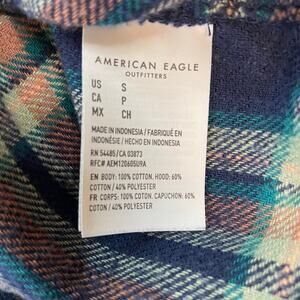 AMERICAN EAGLE
OUTFITTERS
US S
CA P
MX CH
MADE IN INDONESIA / FABRIQUÉ EN
INDONÉSIE / HECHO EN INDONESIA
RN 54485/CA 03873
RFC# AEM1206605U9A
EN BODY: 100% COTTON. HOOD: 60%
COTTON / 40% POLYESTER
FR CORPS: 100% COTON. CAPUCHON: 60%
COTON / 40% POLYESTER